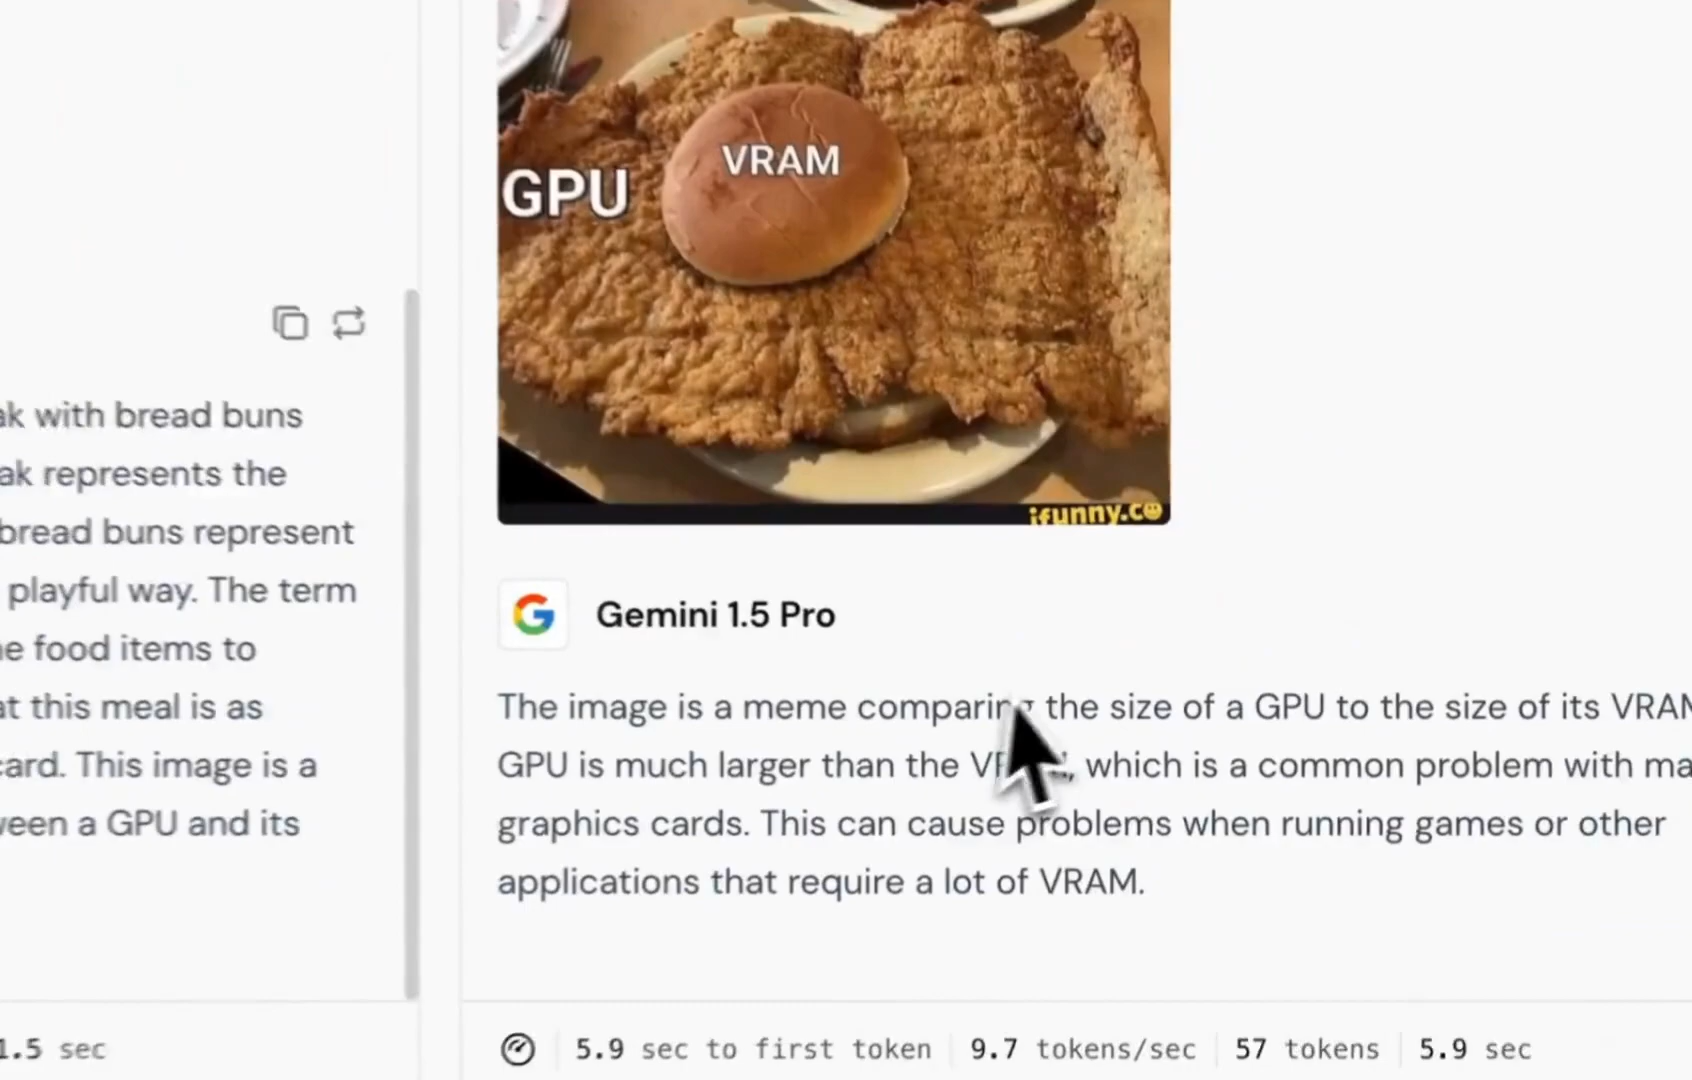 VRAM
GPU
ifunny.co
ak with bread buns
ak represents the
bread buns represent
playful way. The term
e food items to
at this meal is as
card. This image is a
ween a GPU and its
1.5 sec
Gemini 1.5 Pro
The image is a meme comparing the size of a GPU to the size of its VRAM
GPU is much larger than the , which is a common problem with ma
graphics cards. This can cause problems when running games or other
applications that require a lot of VRAM.
5.9 sec to first token 9.7 tokens/sec 57 tokens 5.9 sec